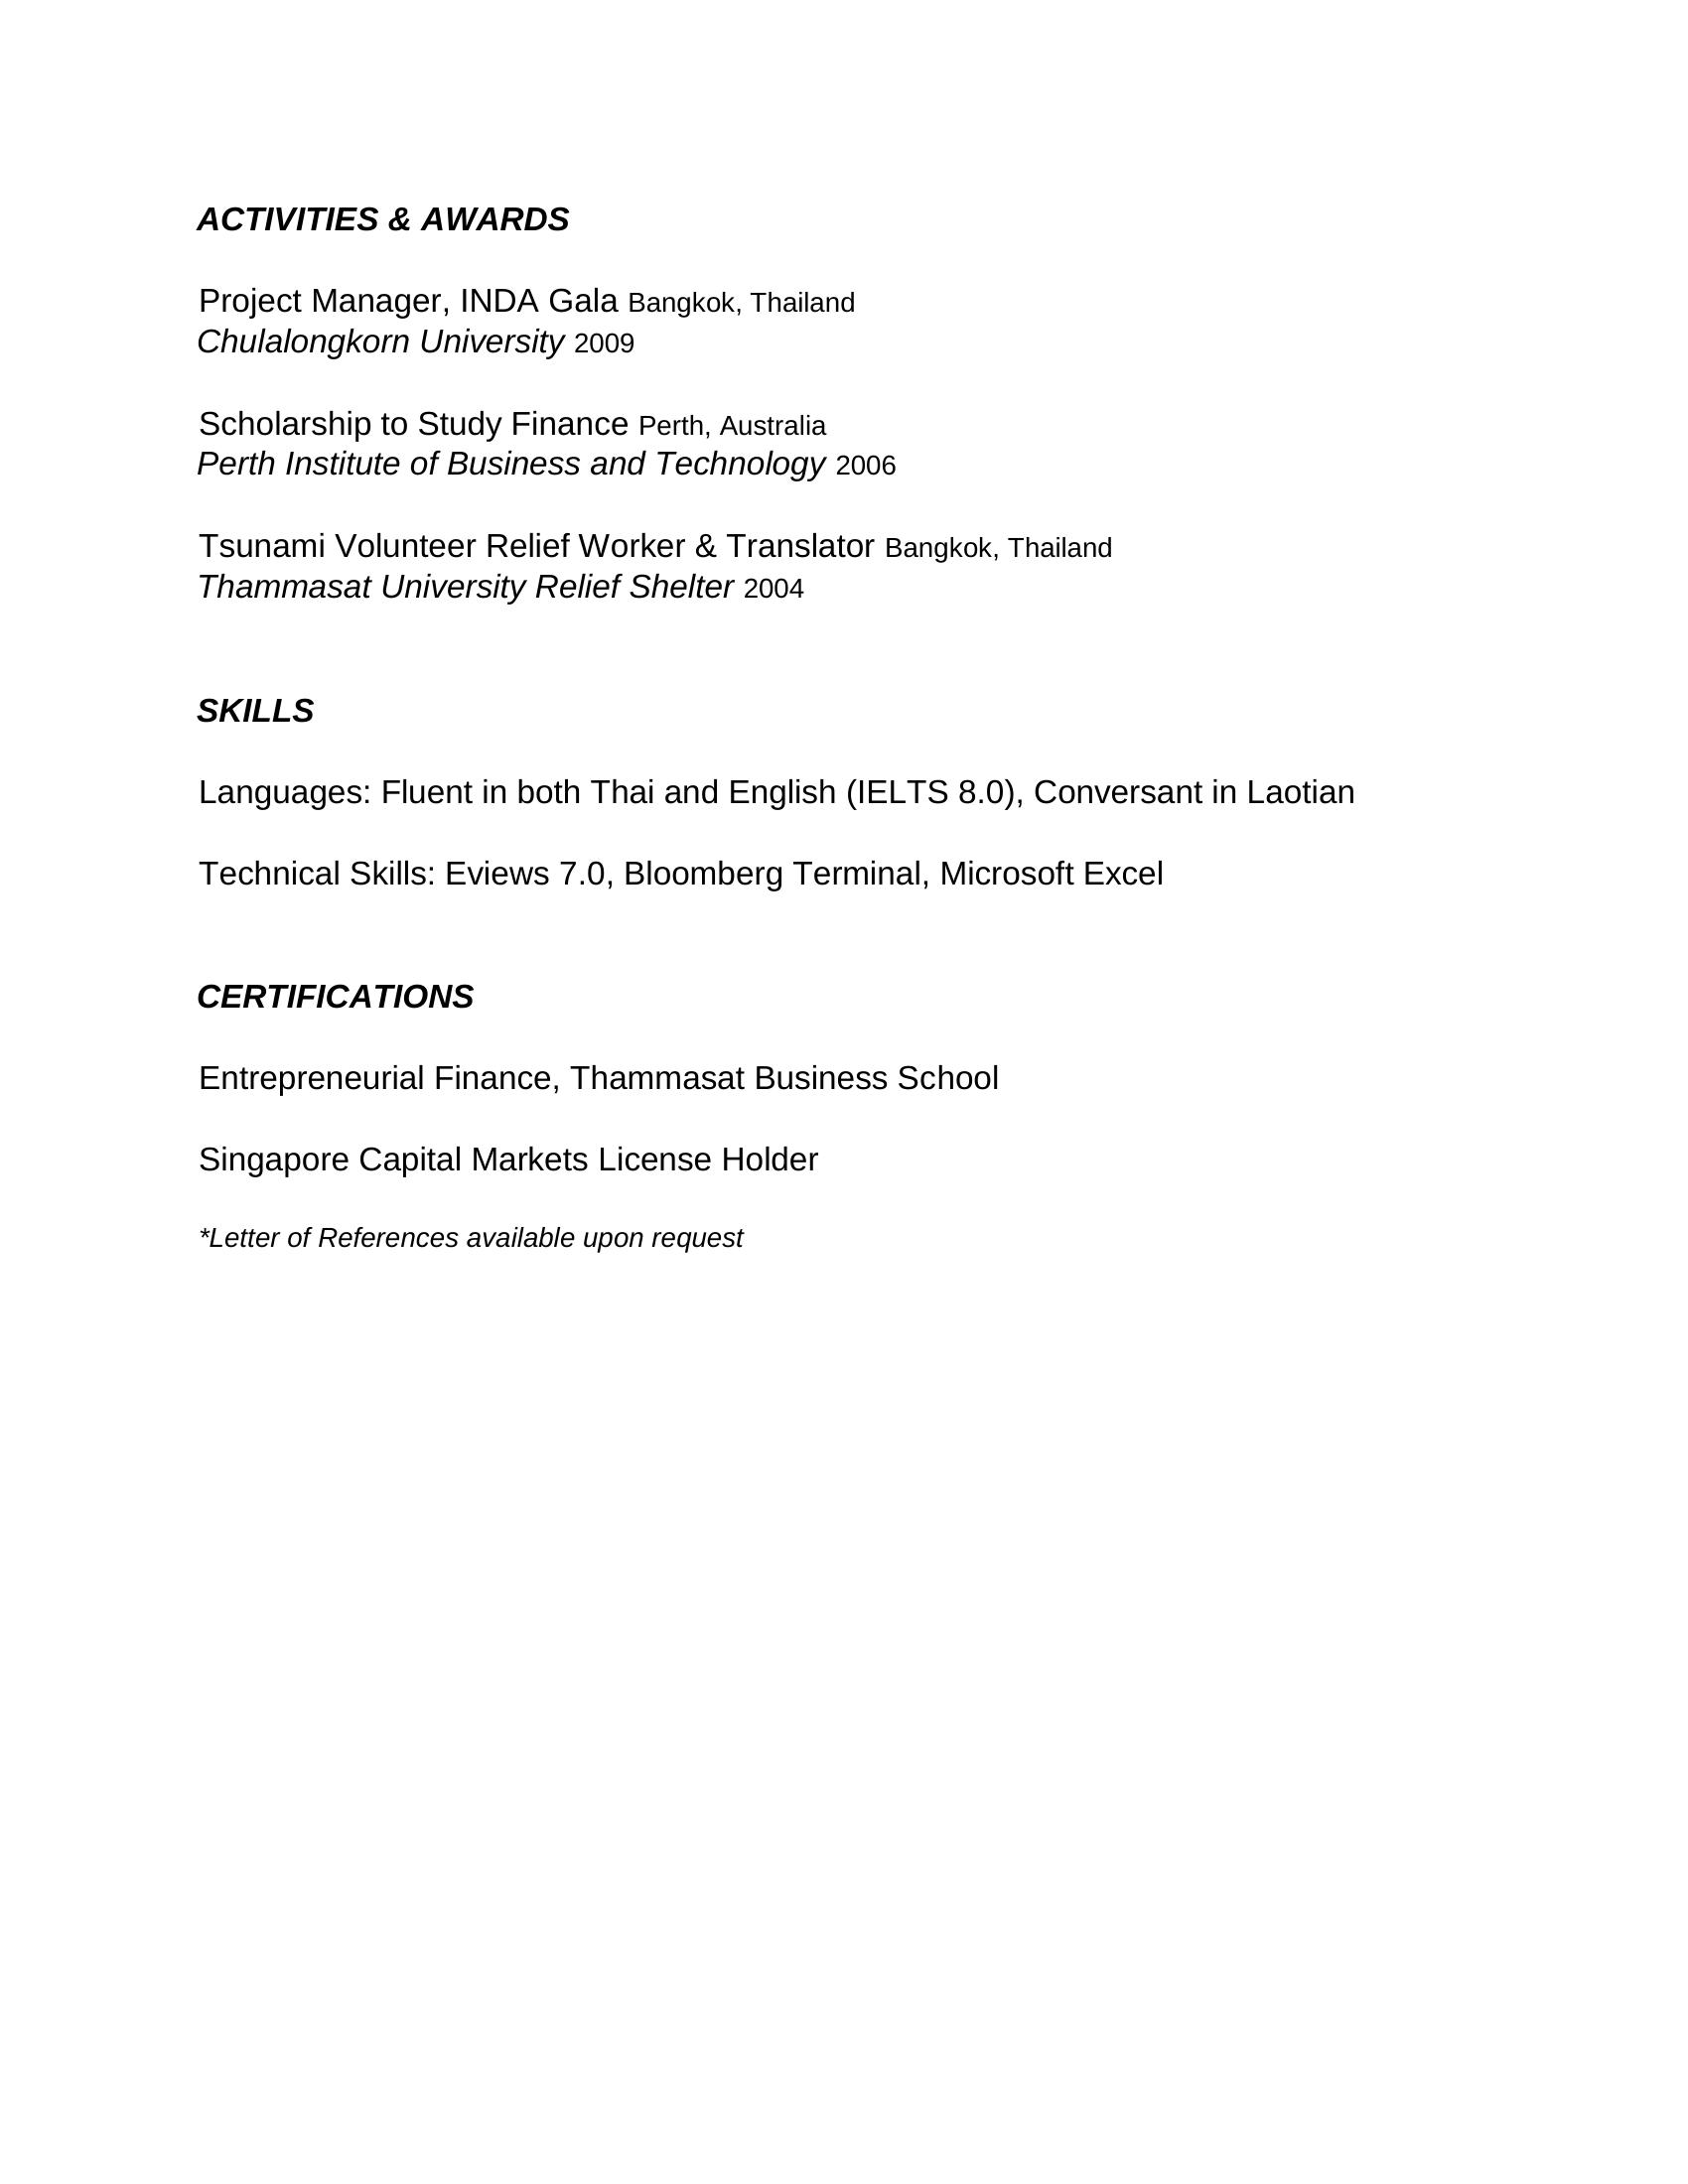 ACTIVITIES & AWARDS
Project Manager, INDA Gala Bangkok, Thailand
Chulalongkorn University 2009
Scholarship to Study Finance Perth, Australia
Perth Institute of Business and Technology 2006
Tsunami Volunteer Relief Worker & Translator Bangkok, Thailand
Thammasat University Relief Shelter 2004
SKILLS
Languages: Fluent in both Thai and English (IELTS 8.0), Conversant in Laotian
Technical Skills: Eviews 7.0, Bloomberg Terminal, Microsoft Excel
CERTIFICATIONS
Entrepreneurial Finance, Thammasat Business School
Singapore Capital Markets License Holder
*Letter of References available upon request